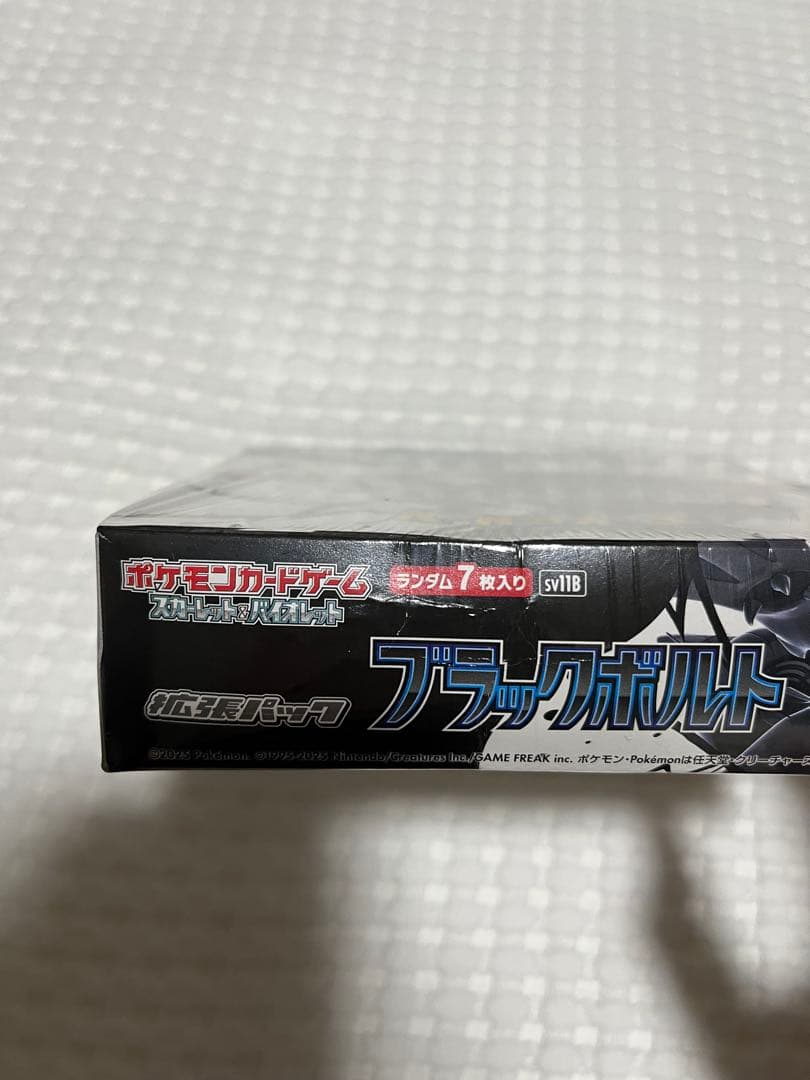 ポケモンカードゲーム
スカーレット&バイオレット
ランダム7枚入り
sv11B
拡張パック
ブラックボルト
©2025 Pokémon. ©1995-2025 Nintendo/Creatures Inc./GAME FREAK inc. ポケモン・Pokémonは任天堂・クリーチャーズ